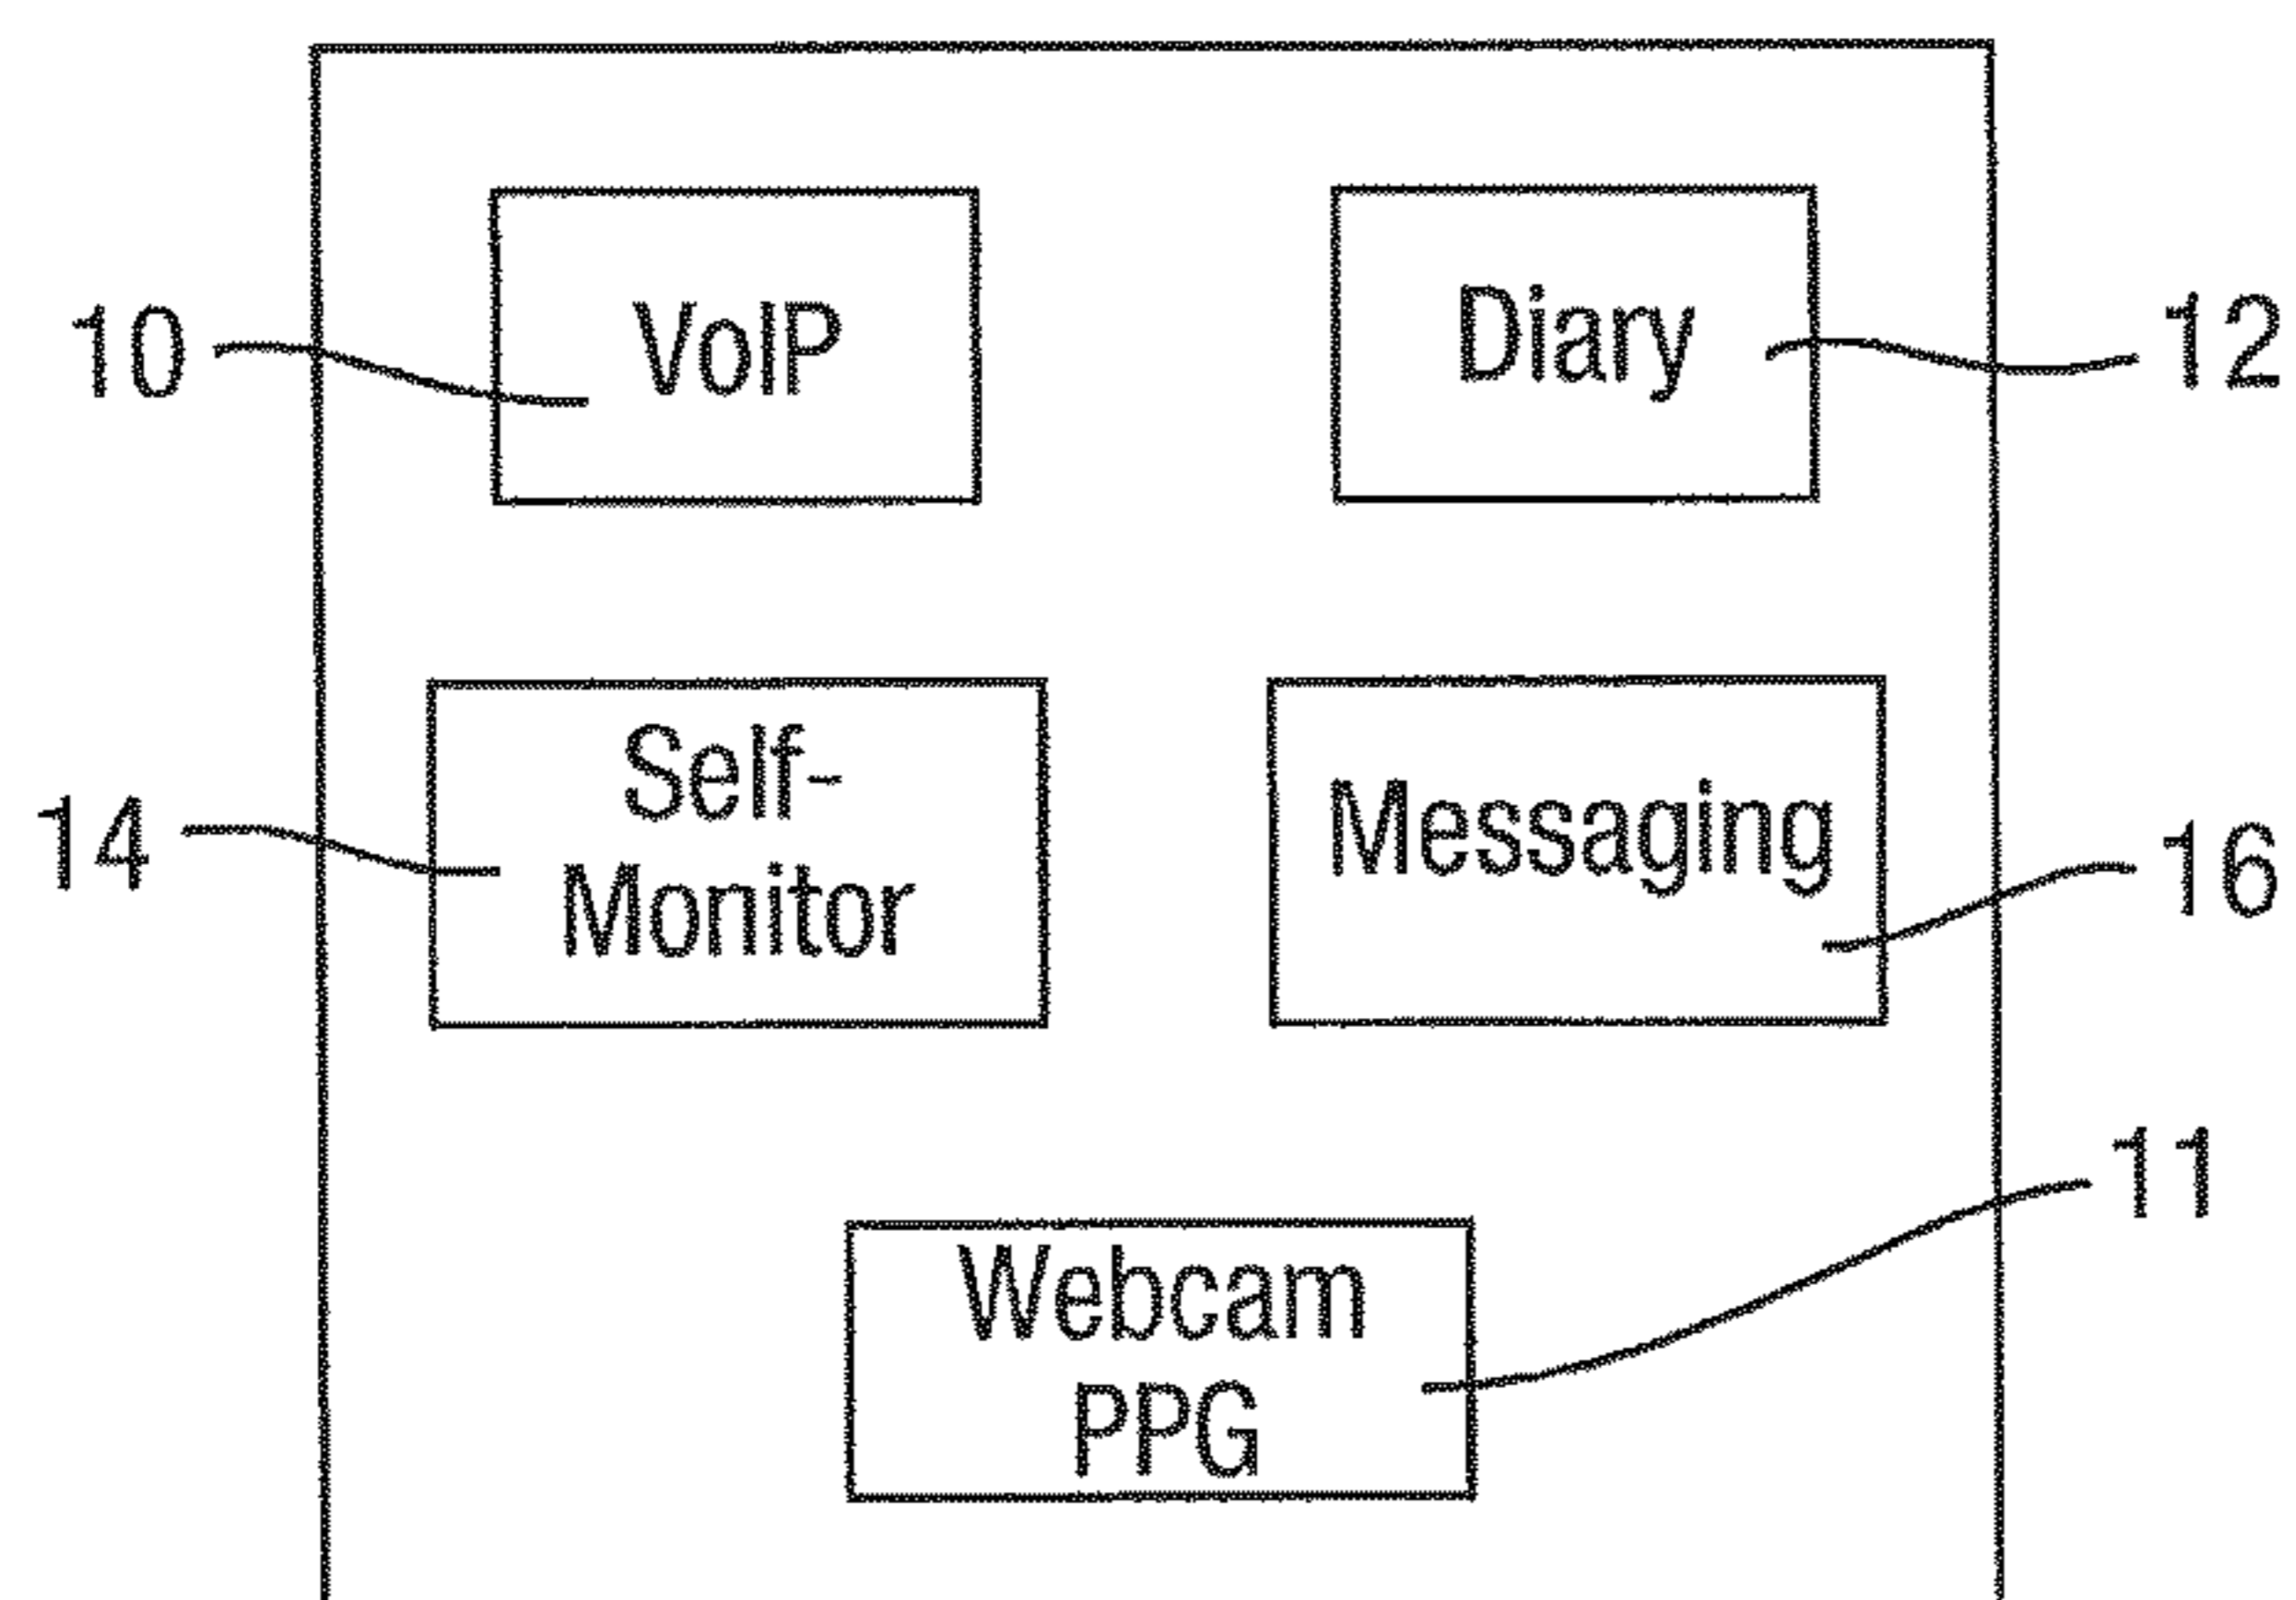 10
VoIP
Diary
12
14
Self-
Monitor
Messaging
16
11
Webcam
PPG